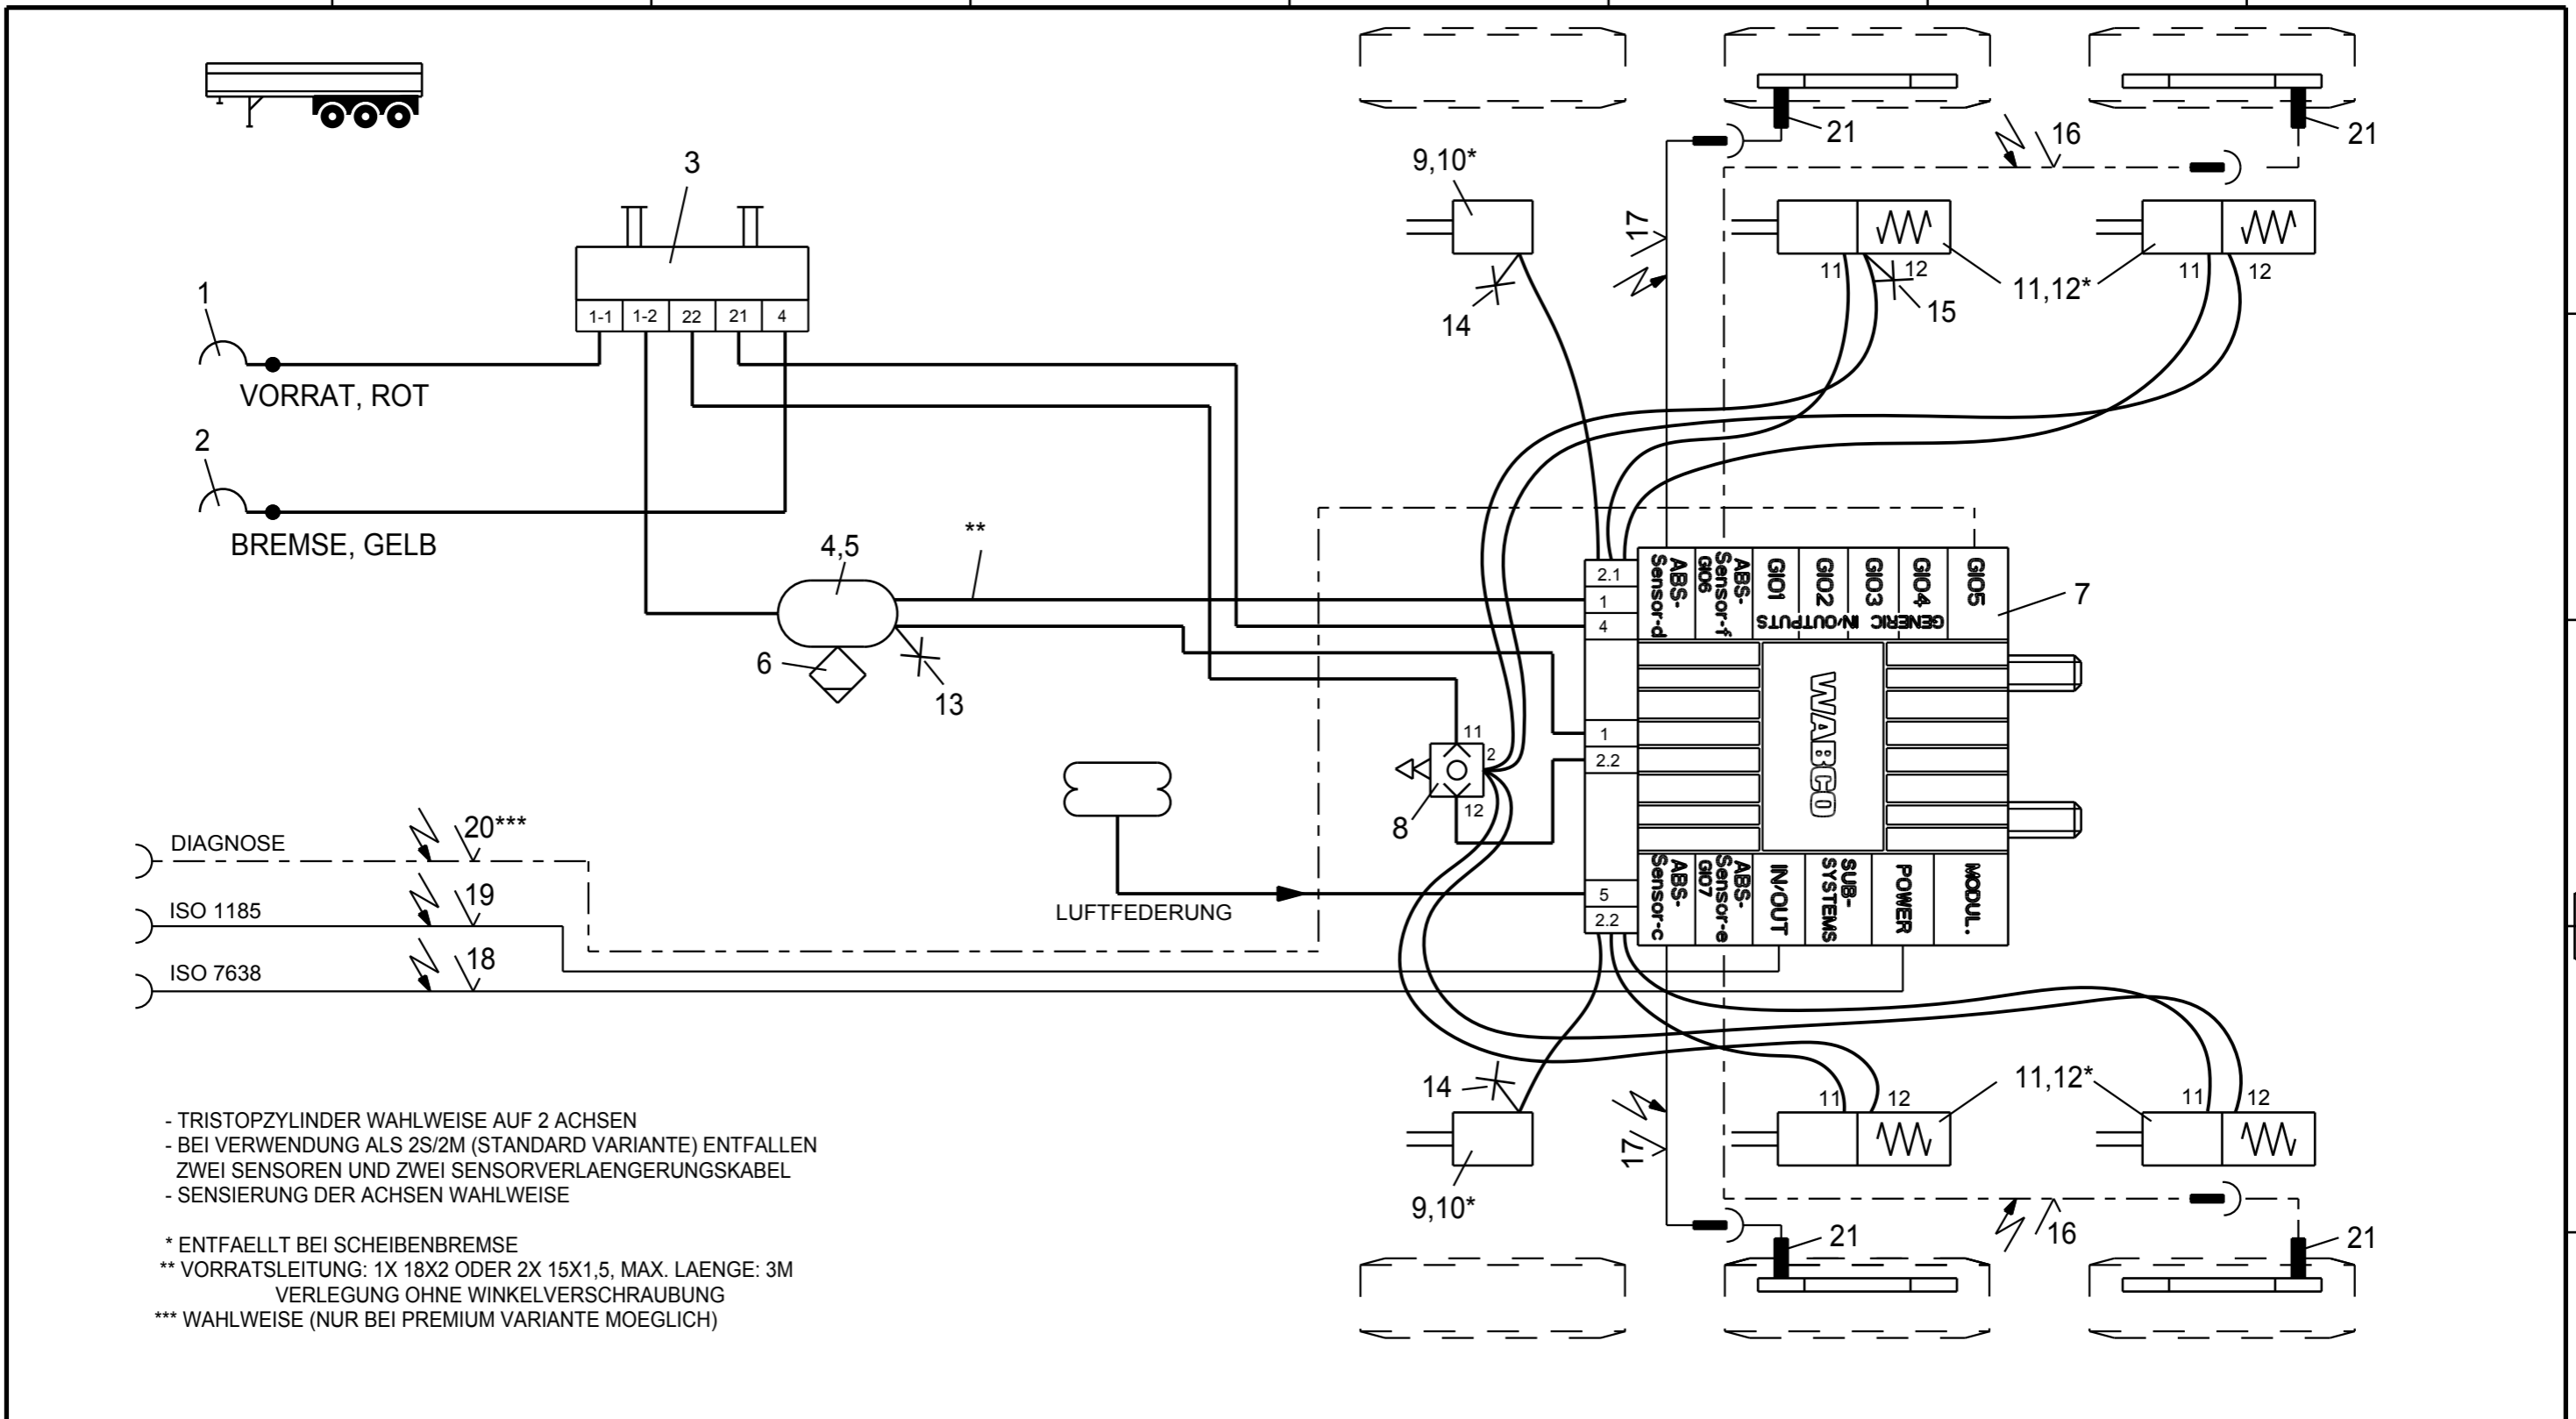 3
1-1 1-2 22 21 4
1
VORRAT, ROT
2
BREMSE, GELB
4,5
**
6
13
9,10*
14
17
21
16
21
11 12
15
11,12*
11 12
2.1
1
4
1
2.2
5
2.2
ABS-
Sensor-d
ABS-
Sensor-f
GIO6
GIO1
GIO2
GIO3
GIO4
GIO5
GENERIC IN/OUTPUTS
7
WABCO
11
2
12
8
LUFTFEDERUNG
ABS-
Sensor-c
ABS-
Sensor-e
GIO7
IN/OUT
SUB-
SYSTEMS
POWER
MODUL.
DIAGNOSE
20***
ISO 1185
19
ISO 7638
18
14
9,10*
17
11 12
11,12*
11 12
21
16
21
- TRISTOPZYLINDER WAHLWEISE AUF 2 ACHSEN
- BEI VERWENDUNG ALS 2S/2M (STANDARD VARIANTE) ENTFALLEN
ZWEI SENSOREN UND ZWEI SENSORVERLAENGERUNGSKABEL
- SENSIERUNG DER ACHSEN WAHLWEISE
* ENTFAELLT BEI SCHEIBENBREMSE
** VORRATSLEITUNG: 1X 18X2 ODER 2X 15X1,5, MAX. LAENGE: 3M
VERLEGUNG OHNE WINKELVERSCHRAUBUNG
*** WAHLWEISE (NUR BEI PREMIUM VARIANTE MOEGLICH)